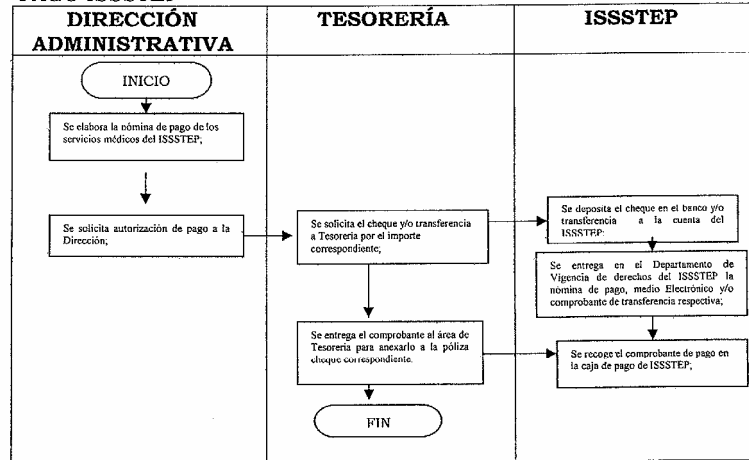 PAGO ISSSTEP
DIRECCIÓN
ADMINISTRATIVA
TESORERÍA
ISSSTEP
INICIO
Se elabora la nómina de pago de los
servicios médicos del ISSSTEP;
Se solicita autorización de pago a la
Dirección;
Se solicita el cheque y/o transferencia
a Tesorería por el importe
correspondiente;
Se deposita el cheque en el banco y/o
transferencia a la cuenta del
ISSSTEP;
Se entrega en el Departamento de
Vigencia de derechos del ISSSTEP la
nómina de pago, medio Electrónico y/o
comprobante de transferencia respectiva;
Se recoge el comprobante de pago en
la caja de pago de ISSSTEP;
Se entrega el comprobante al área de
Tesorería para anexarlo a la póliza
cheque correspondiente.
FIN